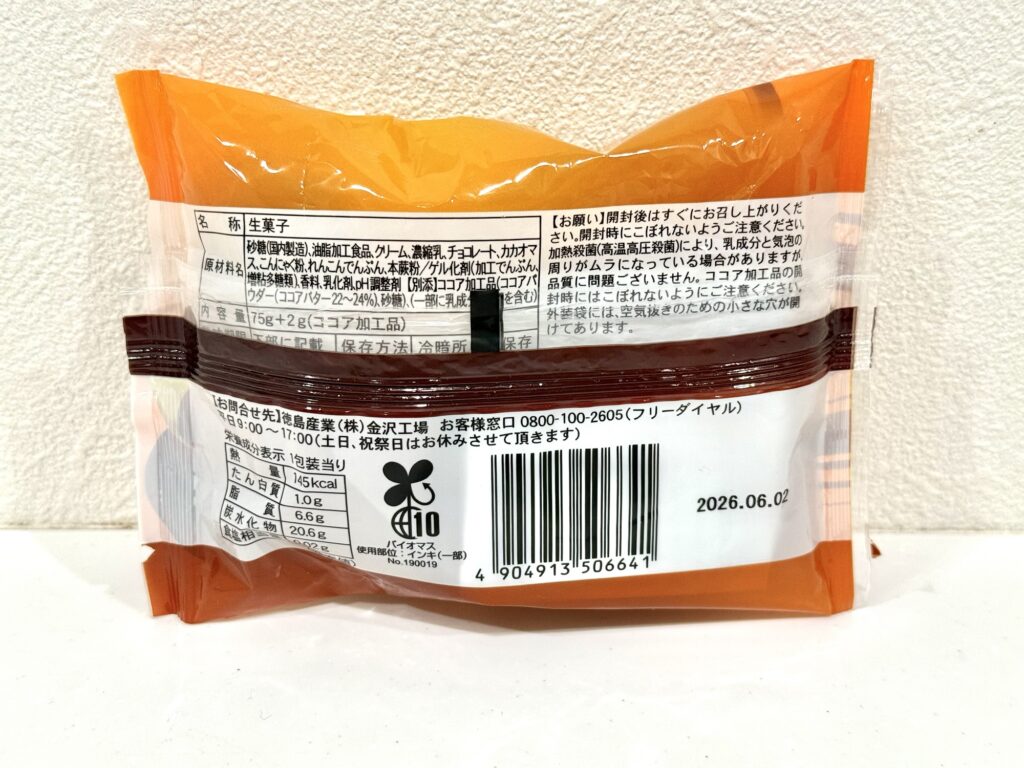 名 称 生菓子
原材料名
砂糖(国内製造)、油脂加工食品、クリーム、濃縮乳、チョコレート、カカオマ
ス、こんにゃく粉、れんこんでんぷん、本蕨粉/ゲル化剤(加工でんぷん、
増粘多糖類)、香料、乳化剤、pH調整剤 【別添】ココア加工品(ココアパ
ウダー(ココアバター22~24%)、砂糖)、(一部に乳成分 を含む)
内 容 量 75g+2g(ココア加工品)
下部に記載 保存方法 冷暗所 保存
【お願い】開封後はすぐにお召し上がりくだ
さい。開封時にこぼれないようご注意ください。
加熱殺菌(高温高圧殺菌)により、乳成分と気泡の
周りがムラになっている場合がありますが、
品質に問題ございません。ココア加工品の開
封時にはこぼれないようにご注意ください。
外装袋には、空気抜きのための小さな穴が開
けてあります。
【お問合せ先】徳島産業(株)金沢工場 お客様窓口 0800-100-2605(フリーダイヤル)
平日9:00~17:00(土日、祝祭日はお休みさせて頂きます)
栄養成分表示 1包装当り
熱 量 145kcal
たん白質 1.0g
脂 質 6.6g
炭水化物 20.6g
食塩相 0.02g
10
バイオマス
使用部位:インキ(一部)
No.190019
4 904913 506641
2026.06.02